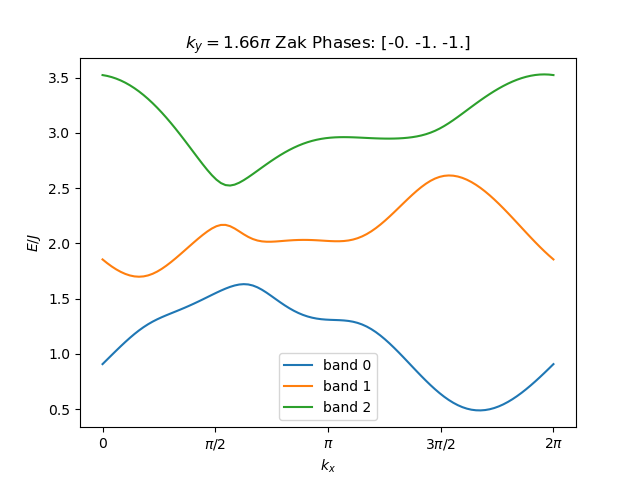 k_y = 1.66π Zak Phases: [-0. -1. -1.]
3.5
3.0
2.5
2.0
1.5
1.0
0.5
E/J
band 0
band 1
band 2
0 π/2 π 3π/2 2π
k_x